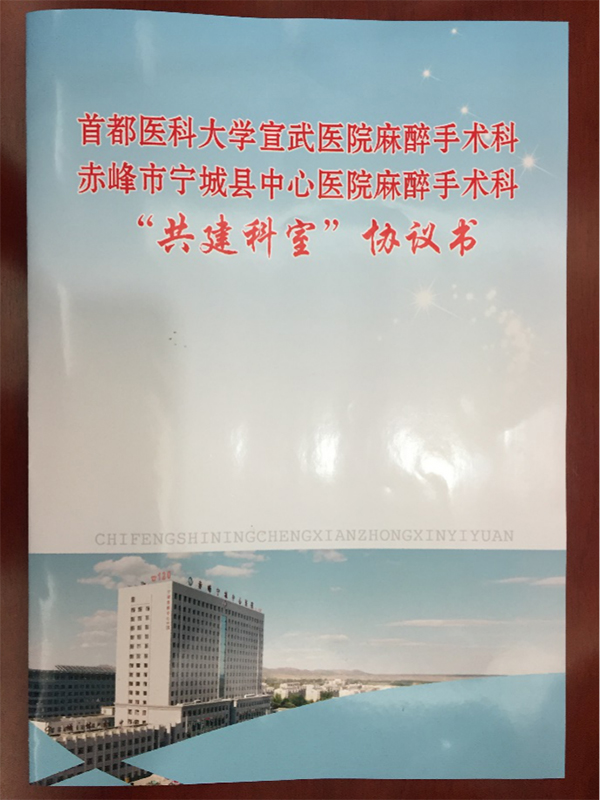 首都医科大学宣武医院麻醉手术科
赤峰市宁城县中心医院麻醉手术科
“共建科室”协议书
CHIFENGSHININGCHENGXIANZHONGXINYIYUAN